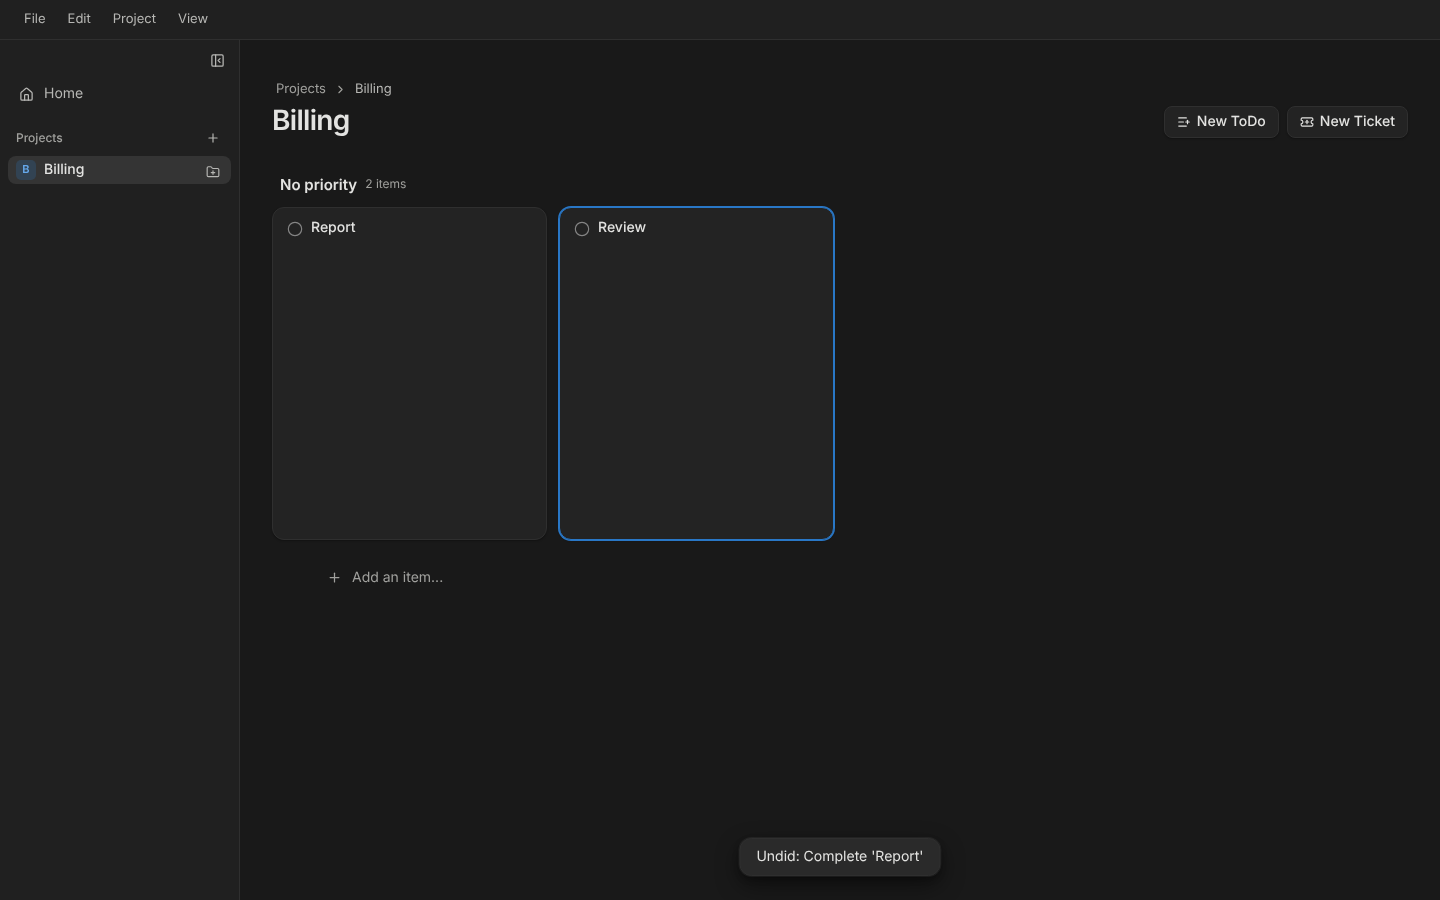 File Edit Project View
Home
Projects
B Billing
Projects > Billing
Billing
New ToDo New Ticket
No priority 2 items
Report
Review
Add an item...
Undid: Complete 'Report'